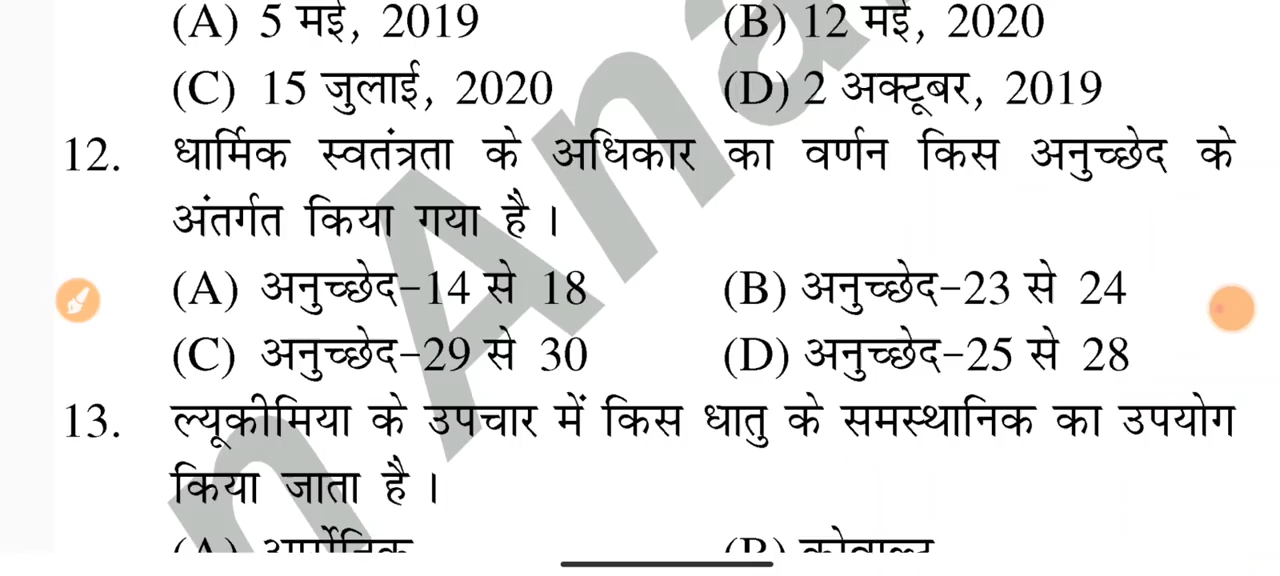 (A) 5 मई, 2019 (B) 12 मई, 2020
(C) 15 जुलाई, 2020 (D) 2 अक्टूबर, 2019
12. धार्मिक स्वतंत्रता के अधिकार का वर्णन किस अनुच्छेद के
अंतर्गत किया गया है ।
(A) अनुच्छेद-14 से 18 (B) अनुच्छेद-23 से 24
(C) अनुच्छेद-29 से 30 (D) अनुच्छेद-25 से 28
13. ल्यूकीमिया के उपचार में किस धातु के समस्थानिक का उपयोग
किया जाता है ।